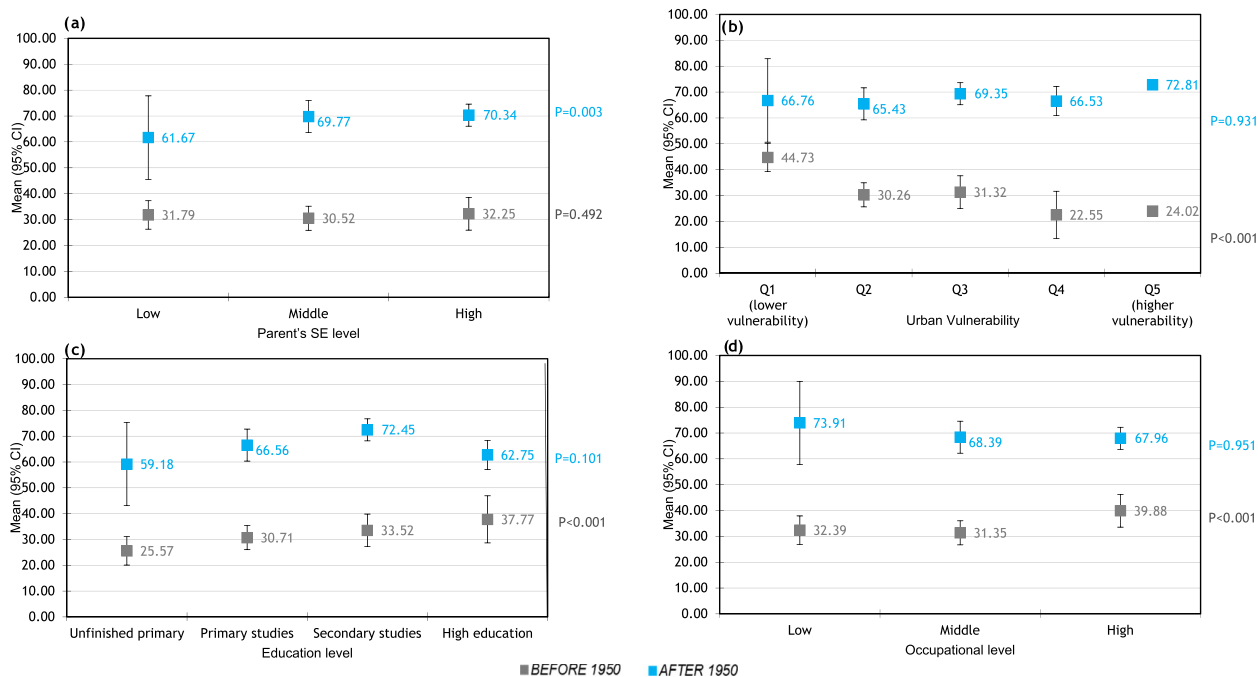 (a)
100.00
90.00
80.00
70.00
60.00
50.00
40.00
30.00
20.00
10.00
0.00
Mean (95% CI)
61.67
69.77
70.34
31.79
30.52
32.25
P=0.003
P=0.492
Low Middle High
Parent's SE level
(b)
100.00
90.00
80.00
70.00
60.00
50.00
40.00
30.00
20.00
10.00
0.00
Mean (95% CI)
66.76
65.43
69.35
66.53
72.81
44.73
30.26
31.32
22.55
24.02
P=0.931
P<0.001
Q1 Q2 Q3 Q4 Q5
(lower (higher
vulnerability) Urban Vulnerability vulnerability)
(c)
100.00
90.00
80.00
70.00
60.00
50.00
40.00
30.00
20.00
10.00
0.00
Mean (95% CI)
59.18
66.56
72.45
62.75
25.57
30.71
33.52
37.77
P=0.101
P<0.001
Unfinished primary Primary studies Secondary studies High education
Education level
(d)
100.00
90.00
80.00
70.00
60.00
50.00
40.00
30.00
20.00
10.00
0.00
Mean (95% CI)
73.91
68.39
67.96
32.39
31.35
39.88
P=0.951
P<0.001
Low Middle High
Occupational level
BEFORE 1950 AFTER 1950